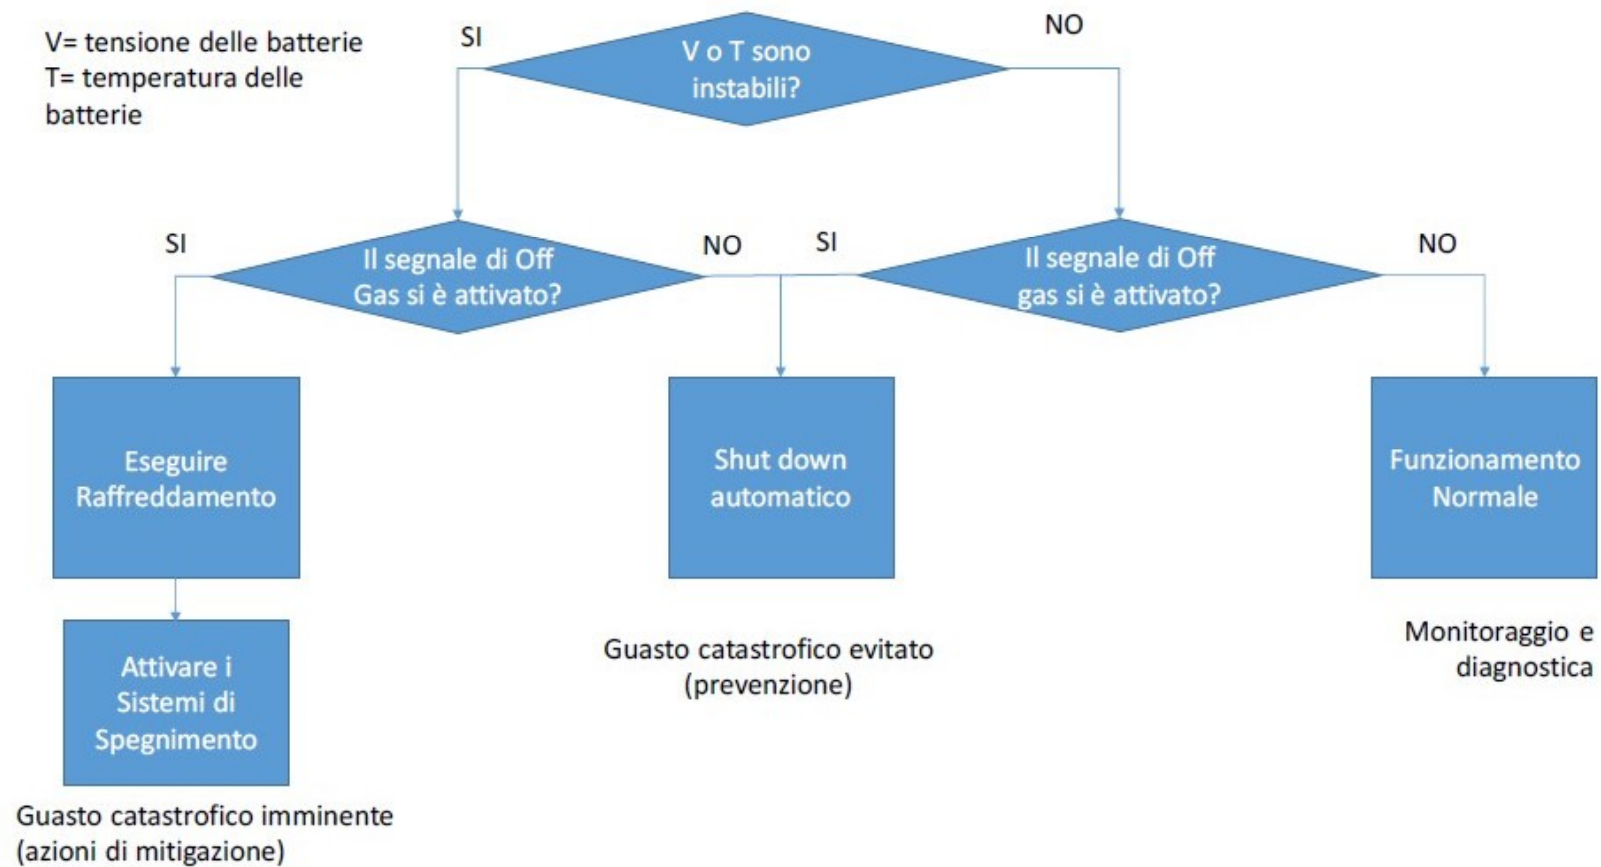 V= tensione delle batterie
T= temperatura delle
batterie
SI
V o T sono
instabili?
NO
SI
Il segnale di Off
Gas si è attivato?
NO
SI
Il segnale di Off
gas si è attivato?
NO
Eseguire
Raffreddamento
Shut down
automatico
Funzionamento
Normale
Attivare i
Sistemi di
Spegnimento
Guasto catastrofico evitato
(prevenzione)
Monitoraggio e
diagnostica
Guasto catastrofico imminente
(azioni di mitigazione)